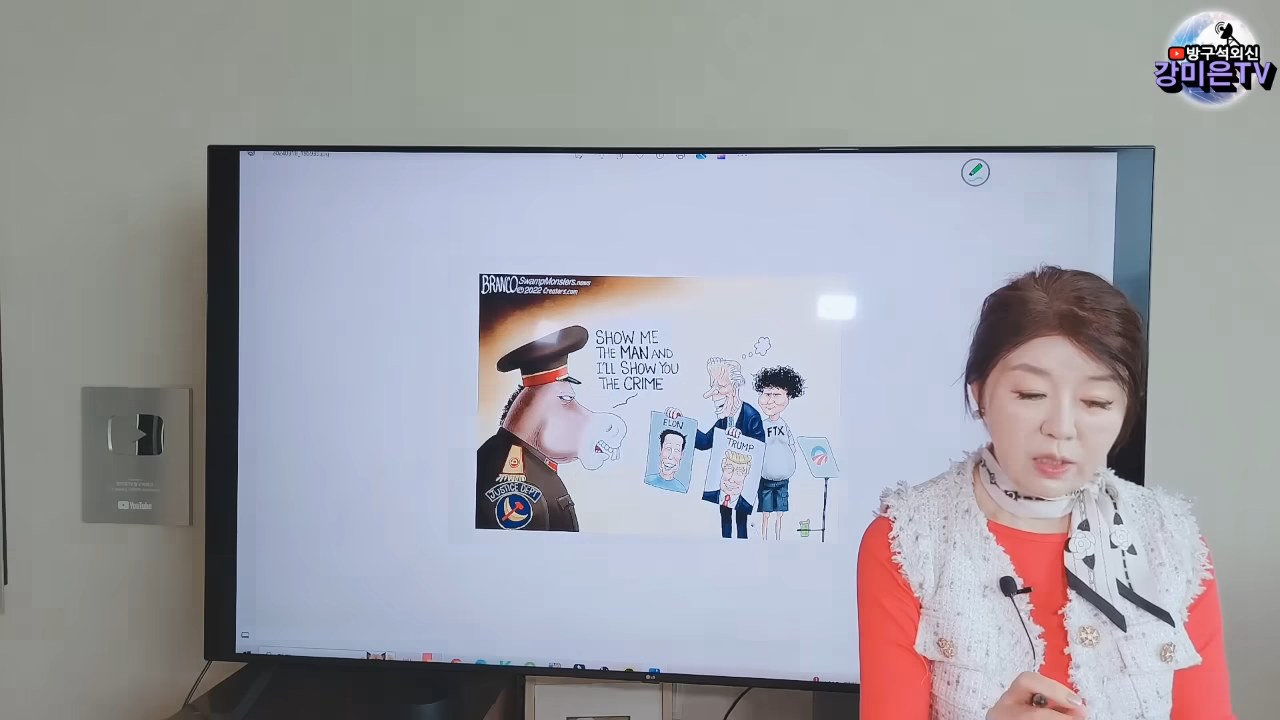 방구석외신
강미은TV
BRANCO SwampMonsters.news
©2022 Creators.com
SHOW ME
THE MAN AND
I'LL SHOW YOU
THE CRIME
ELON
TRUMP
FTX
JUSTICE DEPT
YouTube
LG